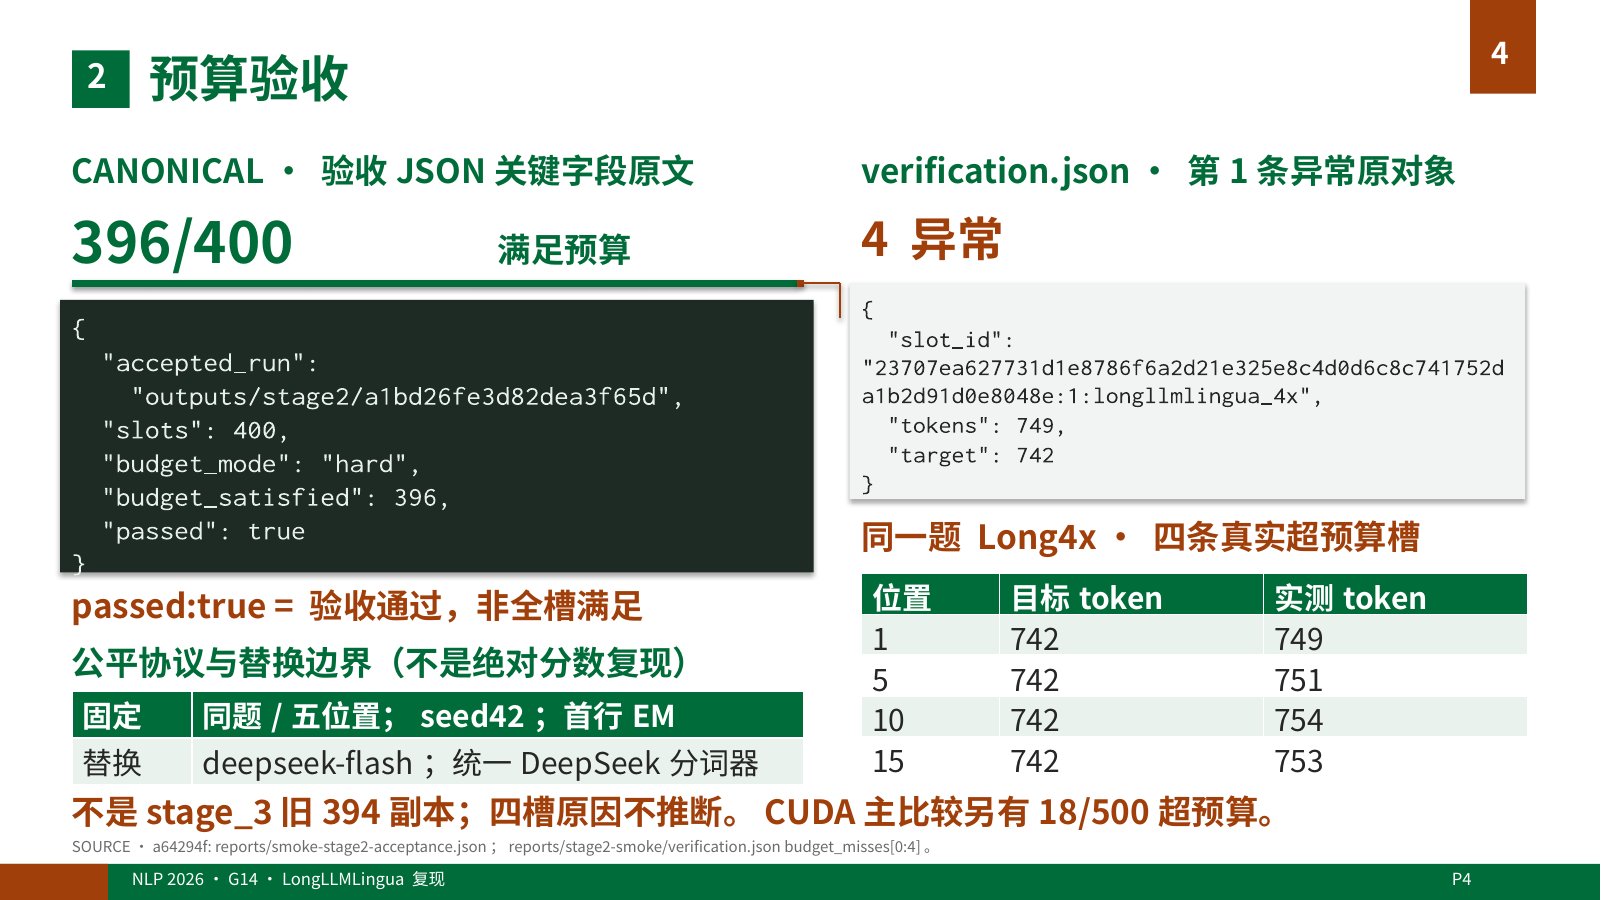 4
2 预算验收
CANONICAL • 验收 JSON 关键字段原文
396/400 满足预算
{
"accepted_run":
"outputs/stage2/a1bd26fe3d82dea3f65d",
"slots": 400,
"budget_mode": "hard",
"budget_satisfied": 396,
"passed": true
}
passed:true = 验收通过，非全槽满足
公平协议与替换边界（不是绝对分数复现）
固定 同题 / 五位置； seed42 ；首行 EM
替换 deepseek-flash ；统一 DeepSeek 分词器
verification.json • 第 1 条异常原对象
4 异常
{
"slot_id":
"23707ea627731d1e8786f6a2d21e325e8c4d0d6c8c741752d
a1b2d91d0e8048e:1:longllmlingua_4x",
"tokens": 749,
"target": 742
}
同一题 Long4x • 四条真实超预算槽
位置 目标 token 实测 token
1 742 749
5 742 751
10 742 754
15 742 753
不是 stage_3 旧 394 副本；四槽原因不推断。 CUDA 主比较另有 18/500 超预算。
SOURCE • a64294f: reports/smoke-stage2-acceptance.json ； reports/stage2-smoke/verification.json budget_misses[0:4] 。
NLP 2026 • G14 • LongLLMLingua 复现 P4